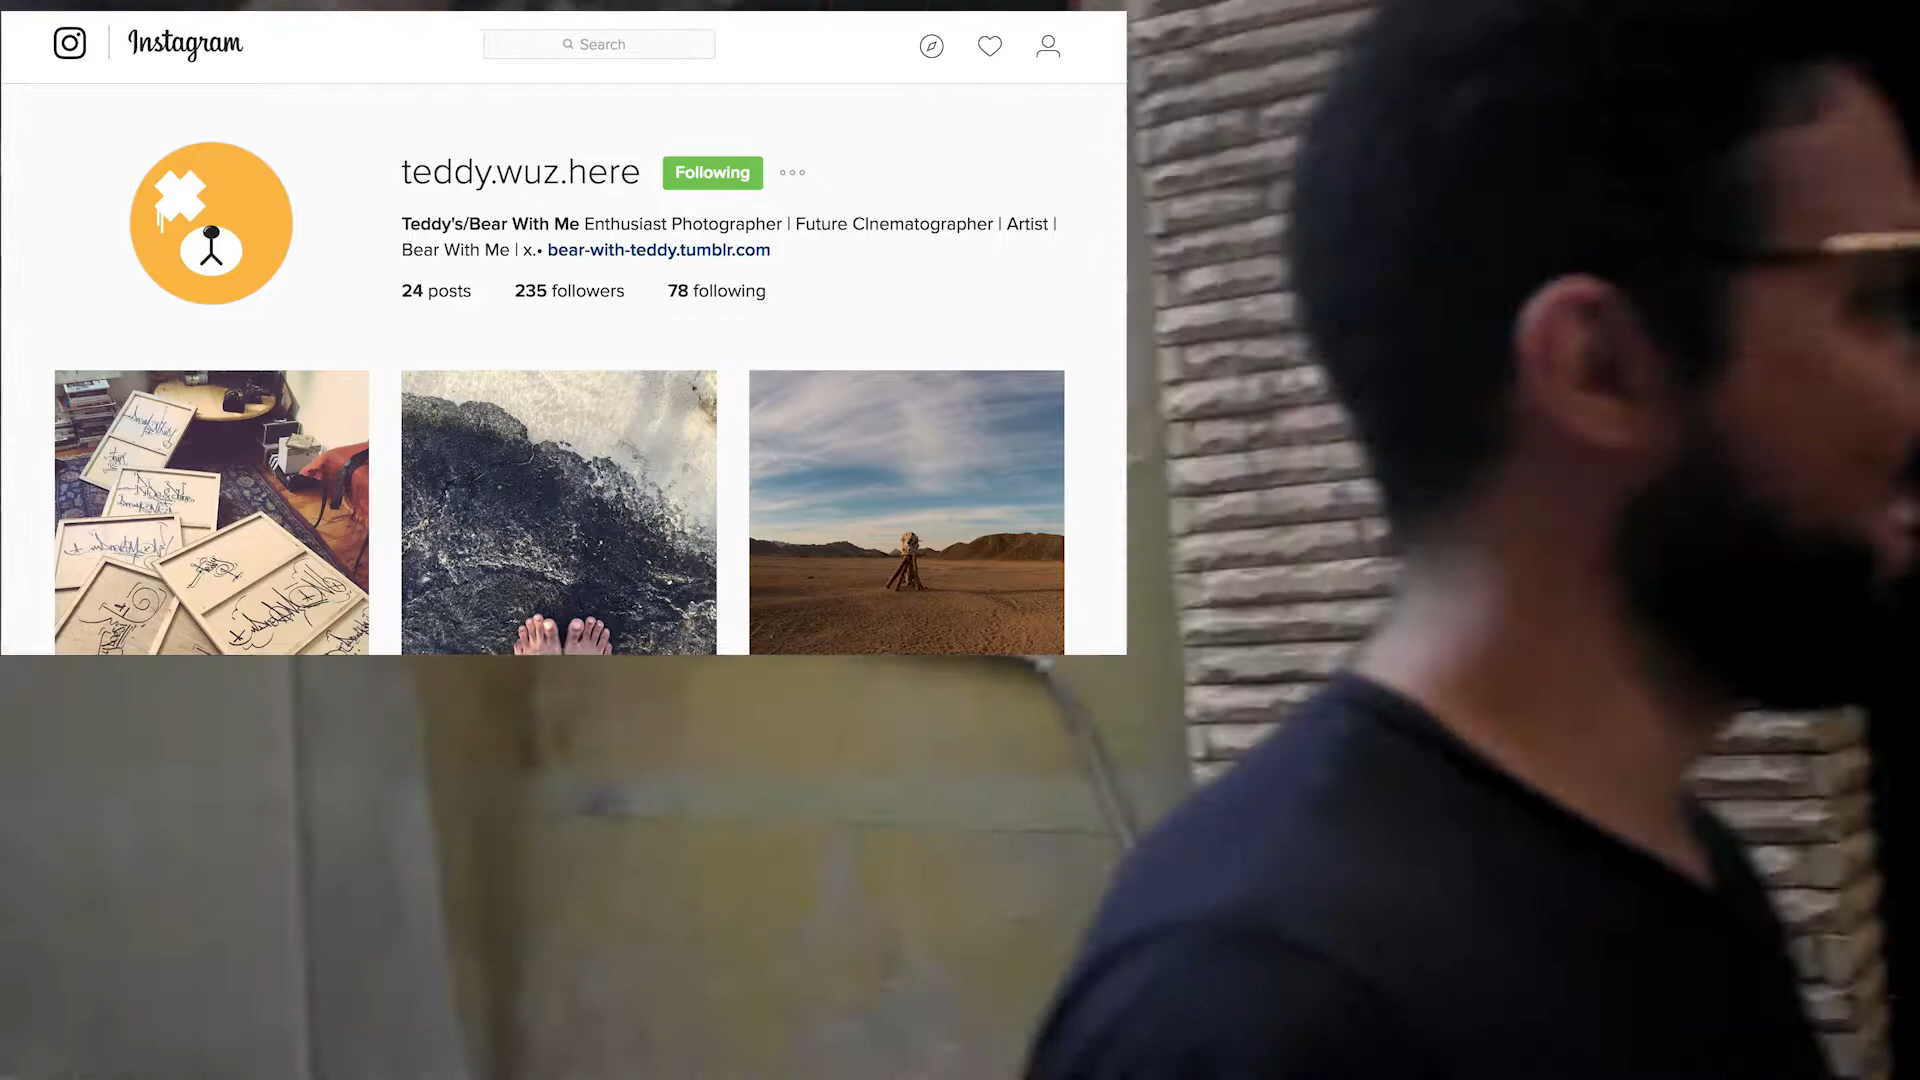 Instagram
Search
teddy.wuz.here
Following
Teddy's/Bear With Me Enthusiast Photographer | Future CInematographer | Artist |
Bear With Me | x.• bear-with-teddy.tumblr.com
24 posts
235 followers
78 following